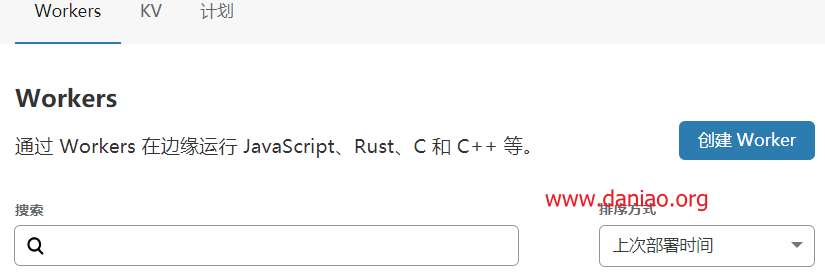 Workers KV 计划
Workers
通过 Workers 在边缘运行 JavaScript、Rust、C 和 C++ 等。
创建 Worker
www.daniao.org
搜索 排序方式
上次部署时间